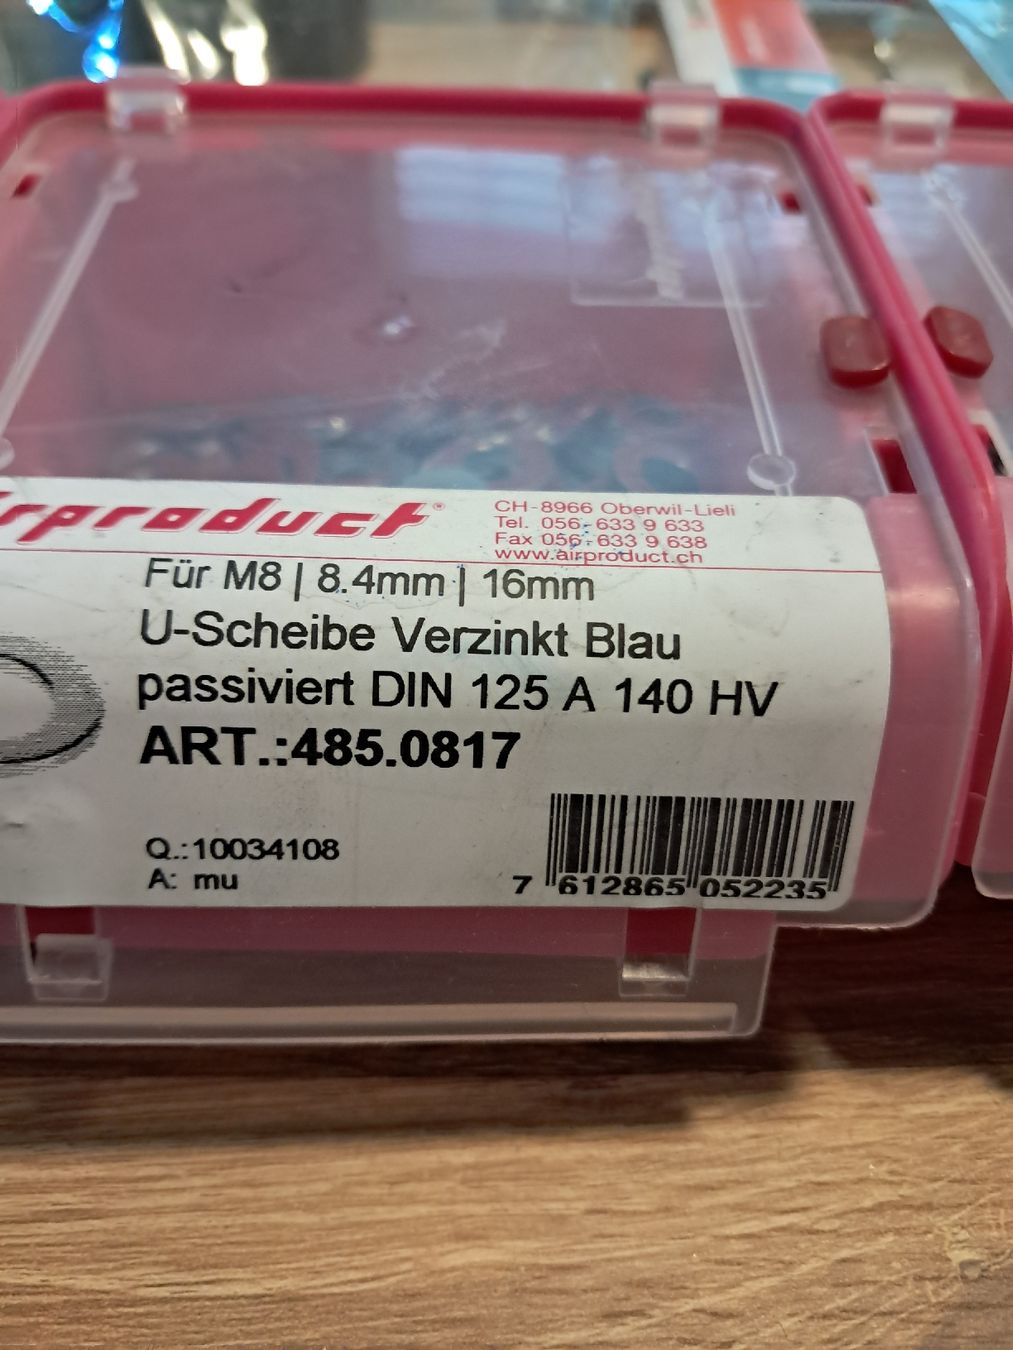 airproduct®
CH-8966 Oberwil-Lieli
Tel. 056-633 9 633
Fax 056-633 9 638
www.airproduct.ch
Für M8 | 8.4mm | 16mm
U-Scheibe Verzinkt Blau
passiviert DIN 125 A 140 HV
ART.:485.0817
Q.:10034108
A: mu
7 612865 052235